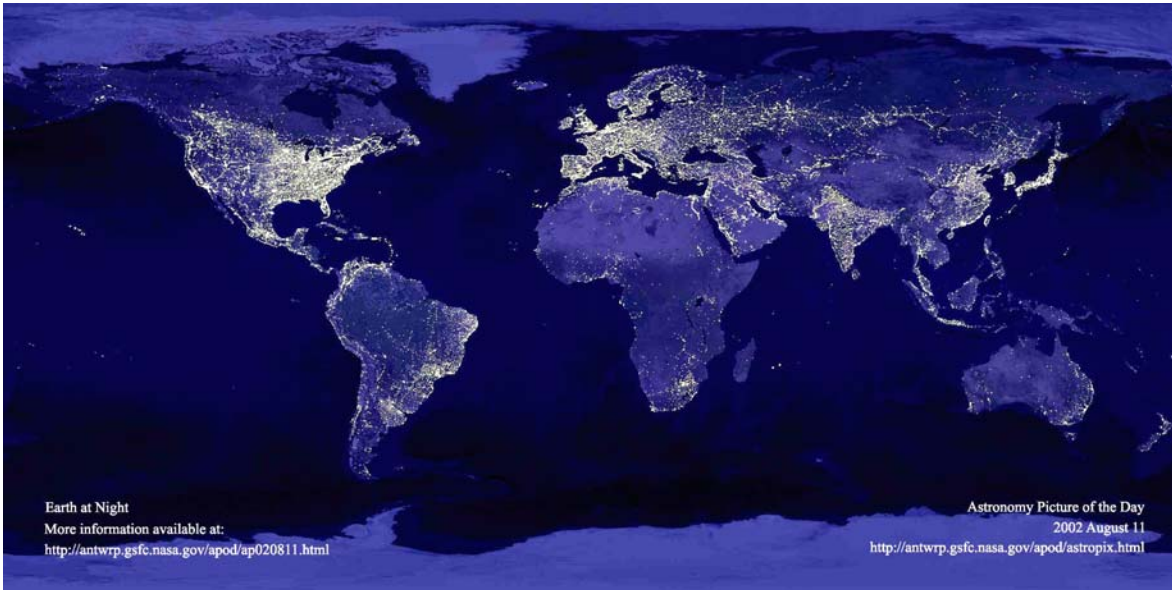 Earth at Night
More information available at:
http://antwrp.gsfc.nasa.gov/apod/ap020811.html
Astronomy Picture of the Day
2002 August 11
http://antwrp.gsfc.nasa.gov/apod/astropix.html